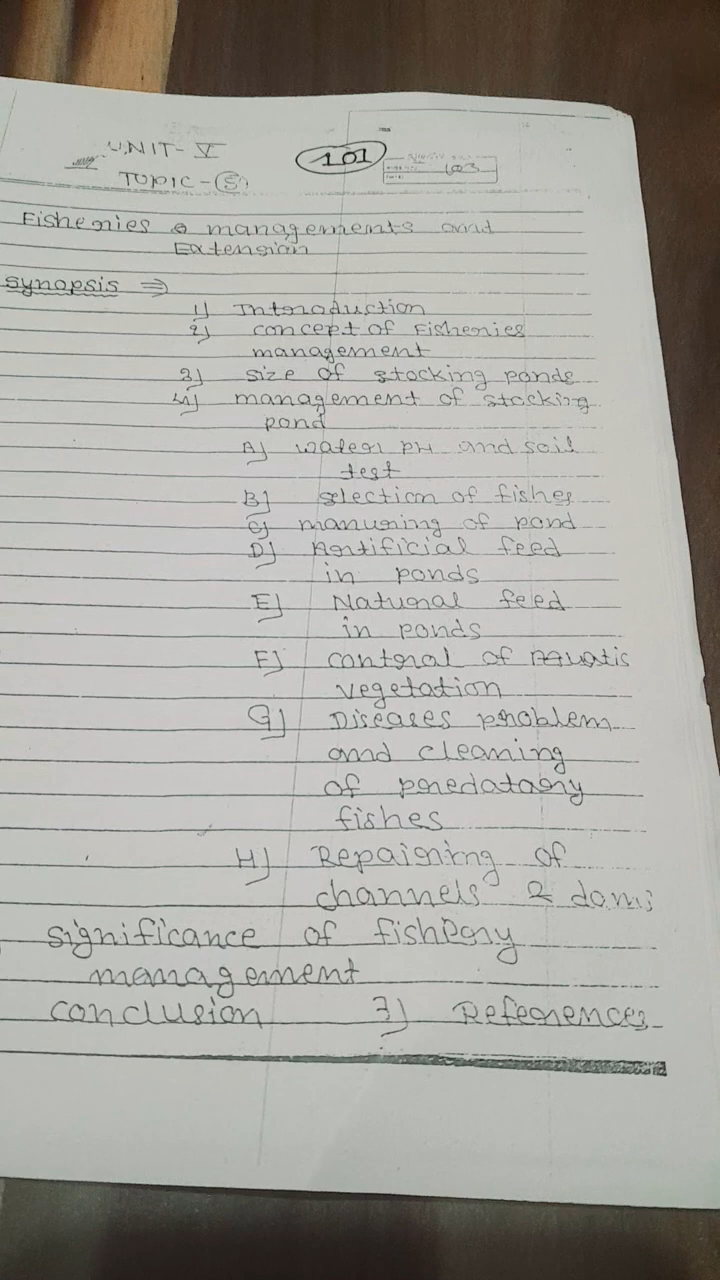 UNIT-V
101
TOPIC-5
103
Fisheries managements and
Extension
Synopsis ⇒
1) Introduction
2) concept of Fisheries
management
3) size of stocking ponds
4) management of stocking
pond
A) water PH and soil
test
B) selection of fishes
C) manuring of pond
D) Artificial feed
in ponds
E) Natural feed
in ponds
F) control of Aquatic
vegetation
G) Diseases problem
and cleaning
of predatory
fishes
H) Repairing of
channels & dams
significance of fishery
management
conclusion 7) References